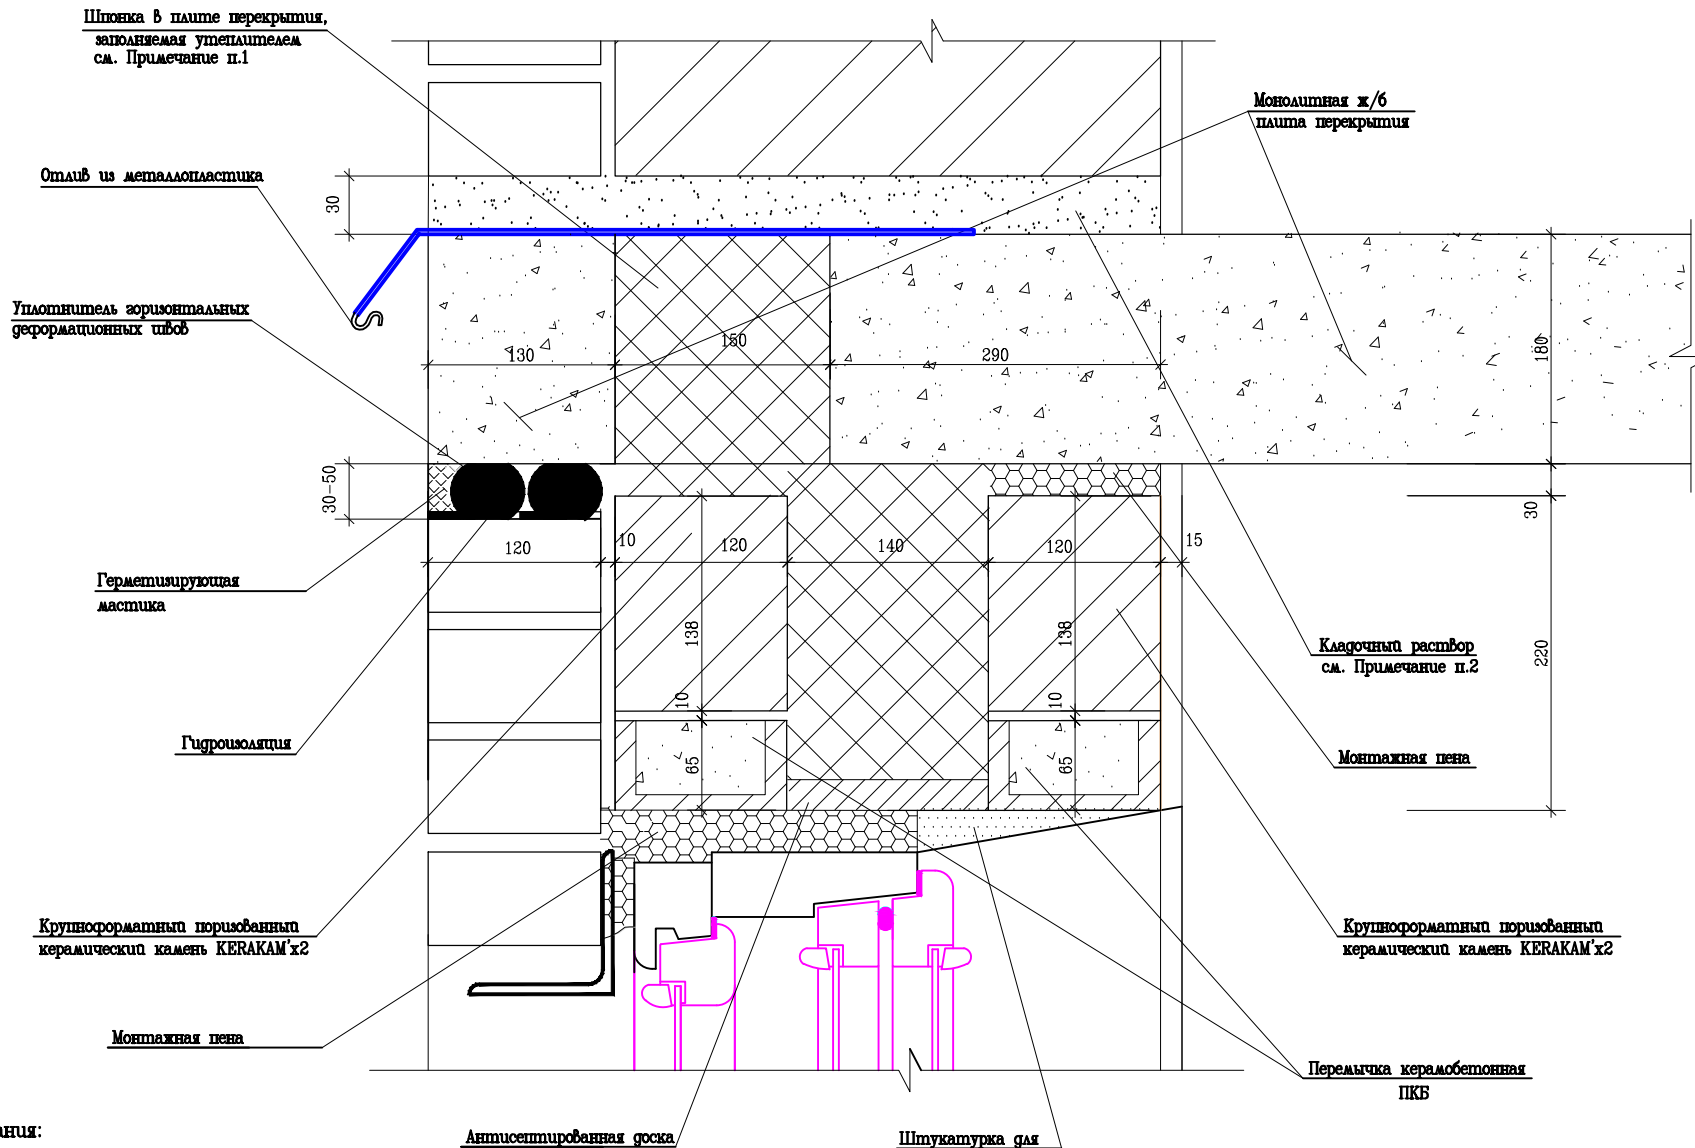 Шпонка в плите перекрытия,
заполняемая утеплителем
см. Примечание п.1
Монолитная ж/б
плита перекрытия
Отлив из металлопластика
30
Уплотнитель горизонтальных
деформационных швов
130
150
290
180
30-50
30
120
10
120
140
120
15
Герметизирующая
мастика
138
138
220
Кладочный раствор
см. Примечание п.2
10
10
Гидроизоляция
65
65
Монтажная пена
Крупноформатный поризованный
керамический камень KERAKAM'x2
Крупноформатный поризованный
керамический камень KERAKAM'x2
Монтажная пена
Перемычка керамобетонная
ПКБ
ания:
Антисептированная доска
Штукатурка для